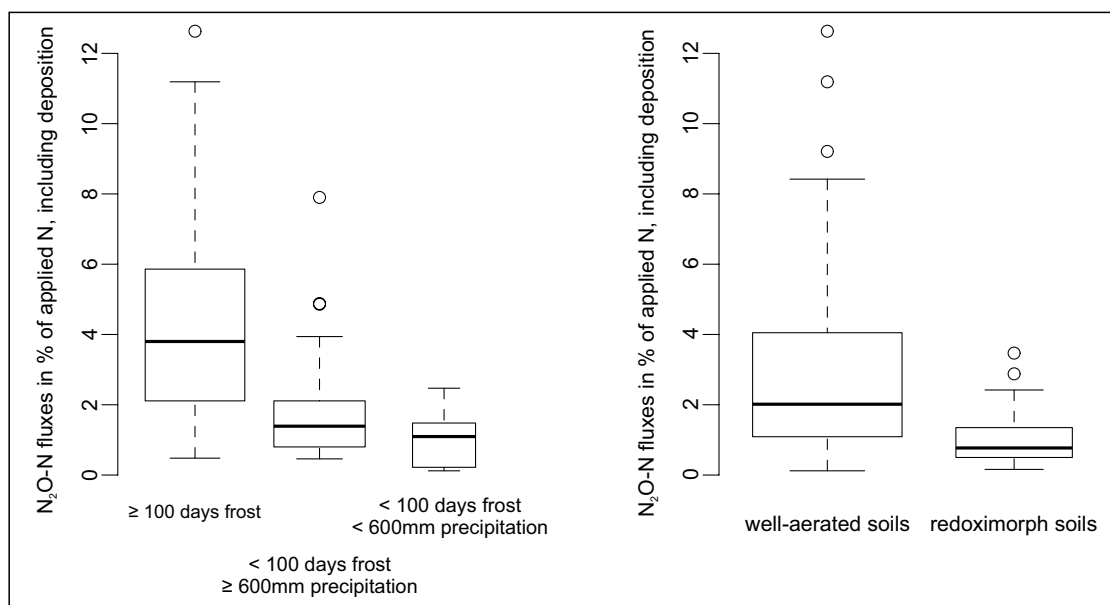 N₂O-N fluxes in % of applied N, including deposition
12
10
8
6
4
2
0
≥ 100 days frost
< 100 days frost
≥ 600mm precipitation
< 100 days frost
< 600mm precipitation
N₂O-N fluxes in % of applied N, including deposition
12
10
8
6
4
2
0
well-aerated soils
redoximorph soils